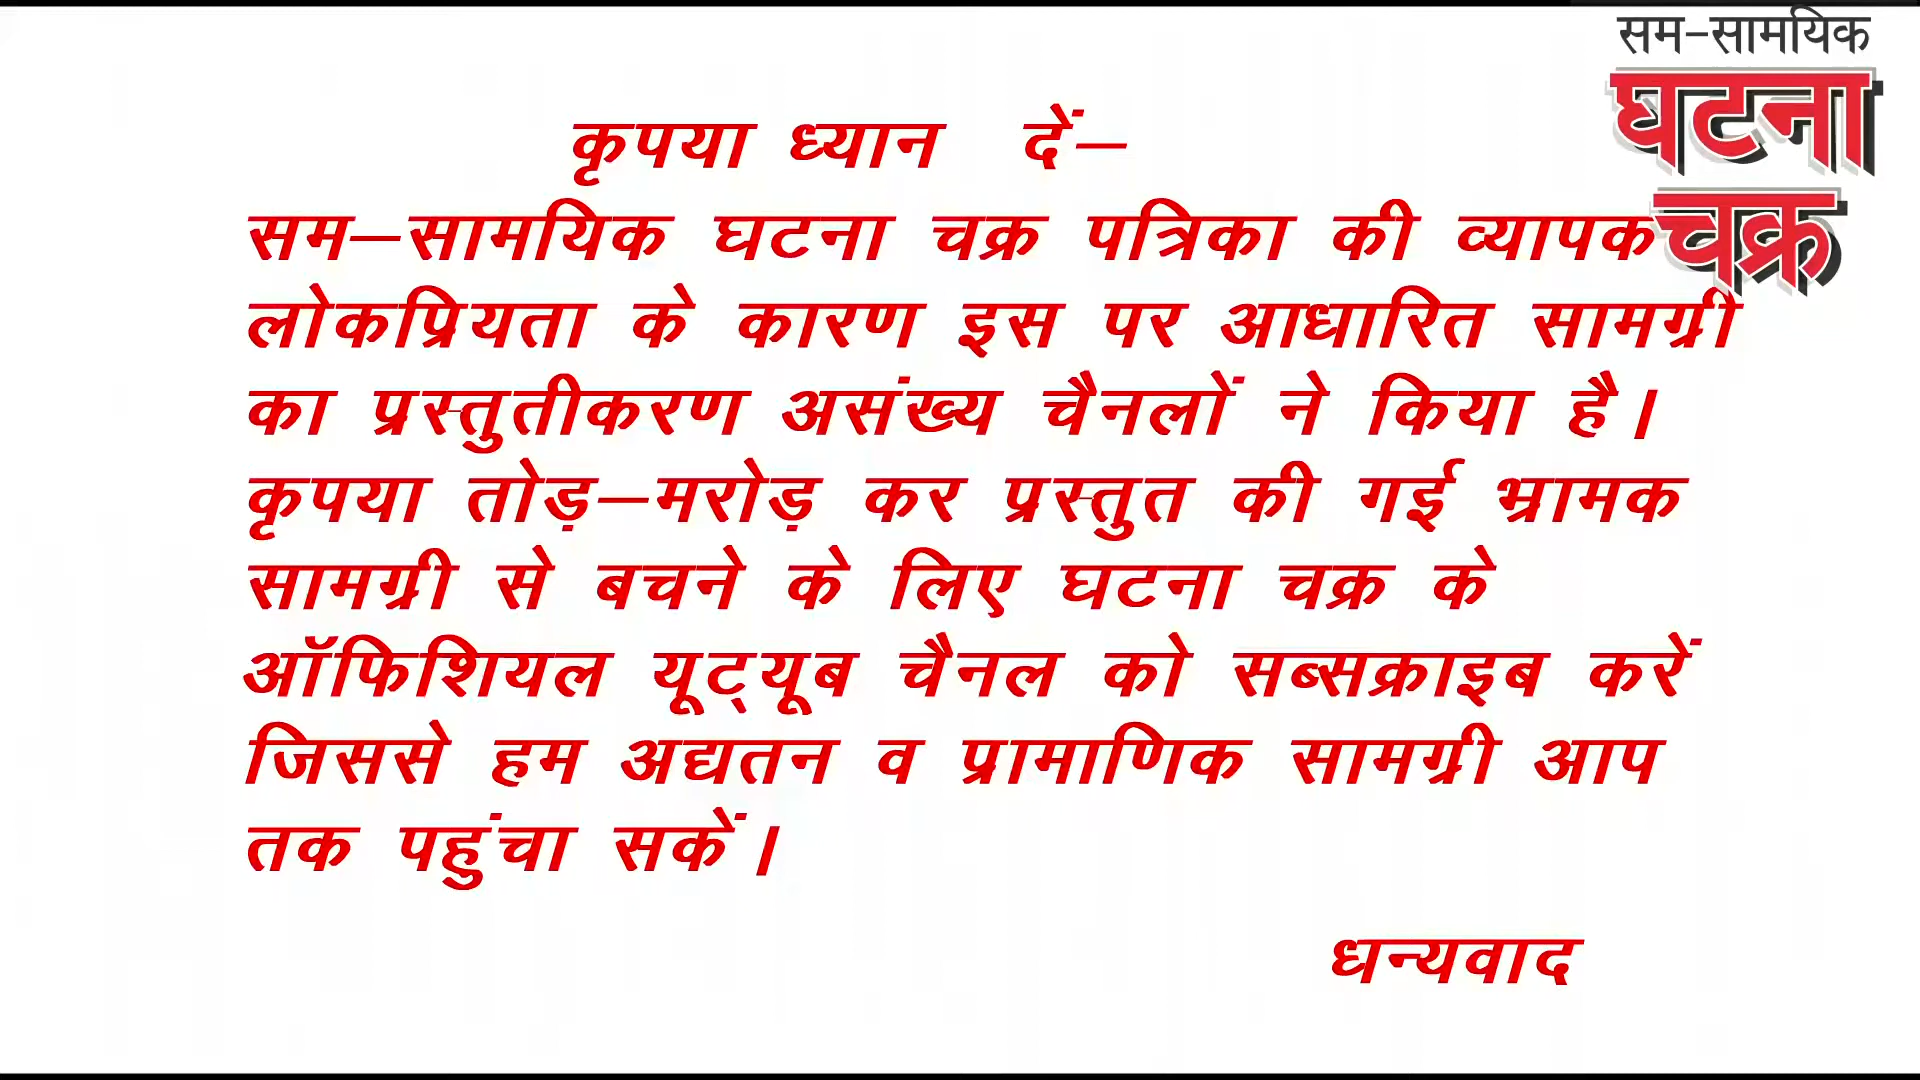 सम-सामयिक
घटना
चक्र
कृपया ध्यान दें–
सम–सामयिक घटना चक्र पत्रिका की व्यापक
लोकप्रियता के कारण इस पर आधारित सामग्री
का प्रस्तुतीकरण असंख्य चैनलों ने किया है।
कृपया तोड़–मरोड़ कर प्रस्तुत की गई भ्रामक
सामग्री से बचने के लिए घटना चक्र के
ऑफिशियल यूट्यूब चैनल को सब्सक्राइब करें
जिससे हम अद्यतन व प्रामाणिक सामग्री आप
तक पहुंचा सकें।
धन्यवाद